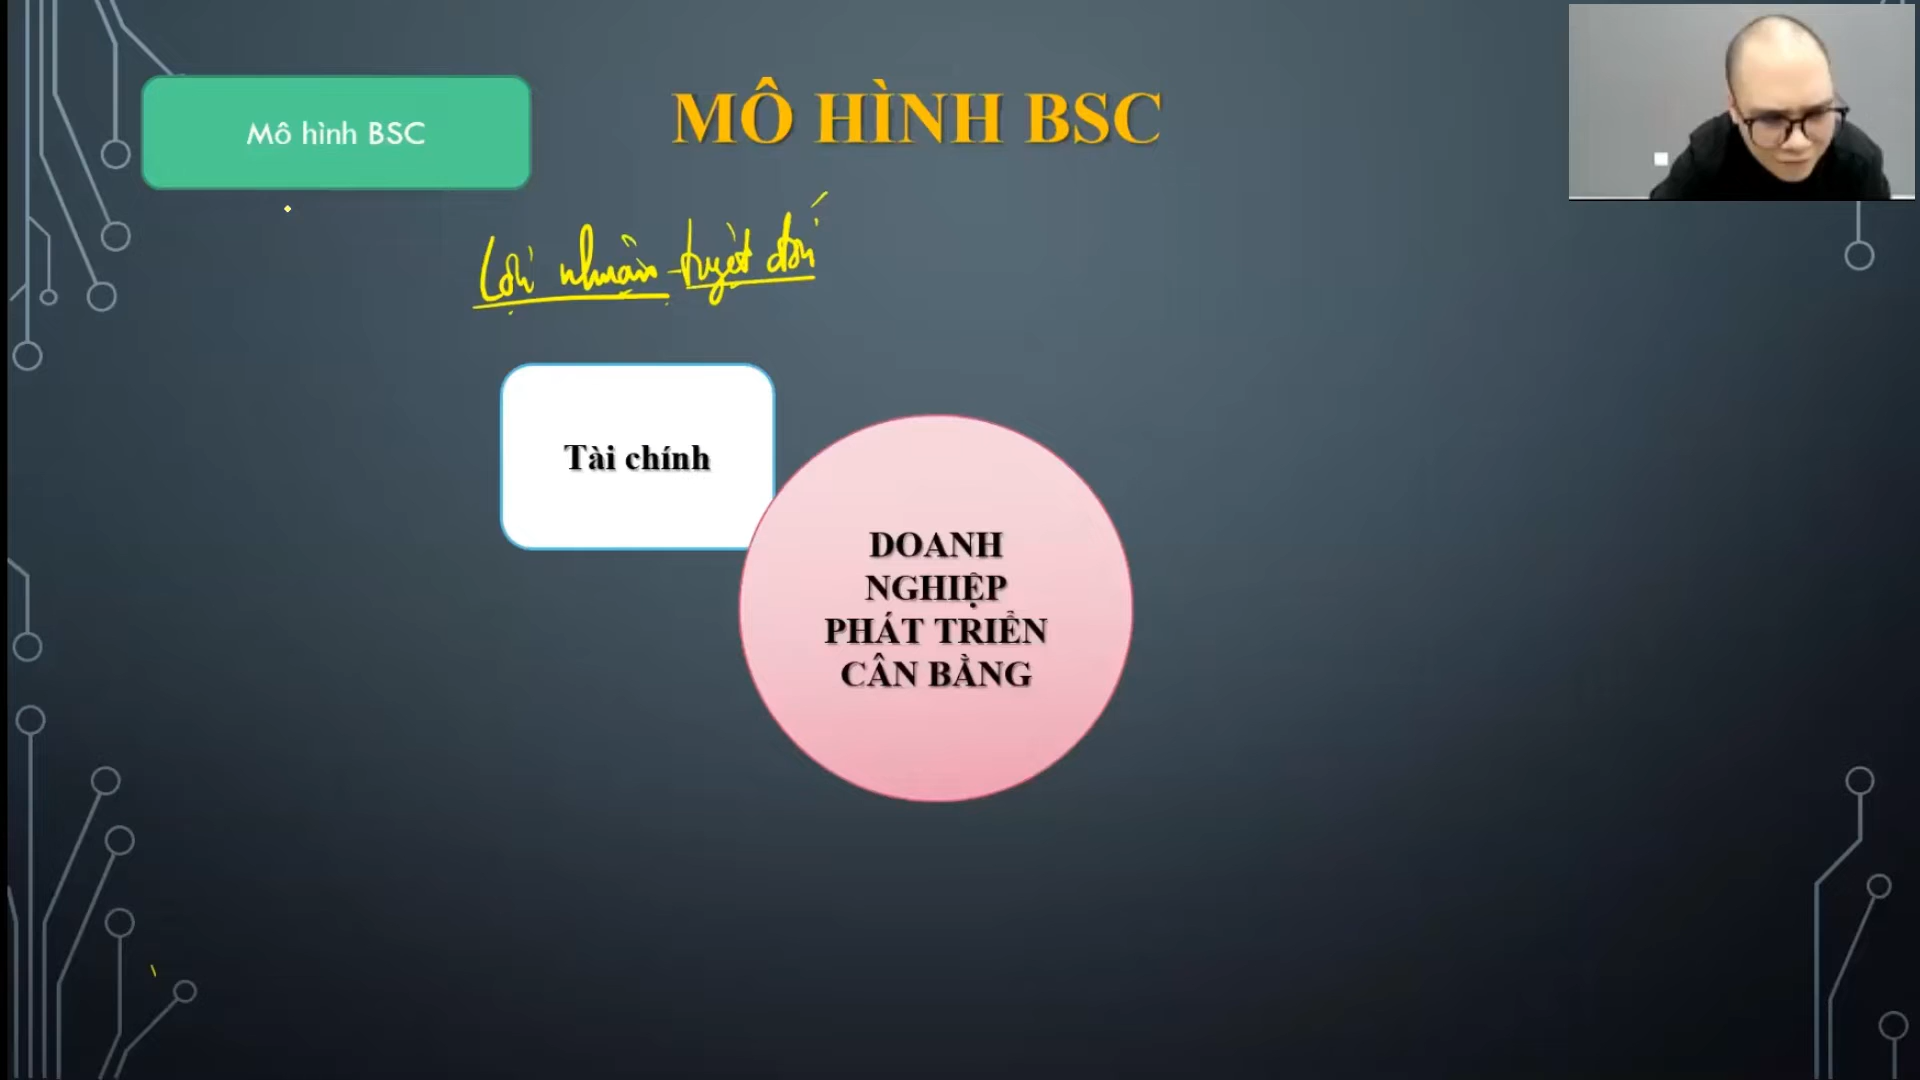 Mô hình BSC
MÔ HÌNH BSC
Lợi nhuận tuyệt đối
Tài chính
DOANH
NGHIỆP
PHÁT TRIỂN
CÂN BẰNG